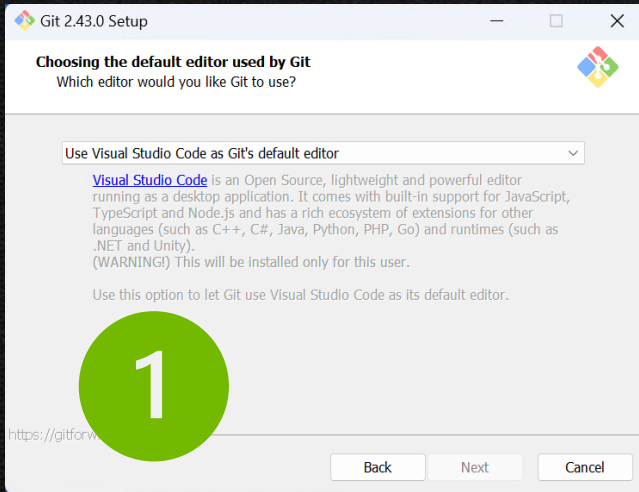 Git 2.43.0 Setup
Choosing the default editor used by Git
Which editor would you like Git to use?
Use Visual Studio Code as Git's default editor
Visual Studio Code is an Open Source, lightweight and powerful editor
running as a desktop application. It comes with built-in support for JavaScript,
TypeScript and Node.js and has a rich ecosystem of extensions for other
languages (such as C++, C#, Java, Python, PHP, Go) and runtimes (such as
.NET and Unity).
(WARNING!) This will be installed only for this user.
Use this option to let Git use Visual Studio Code as its default editor.
1
Back
Next
Cancel